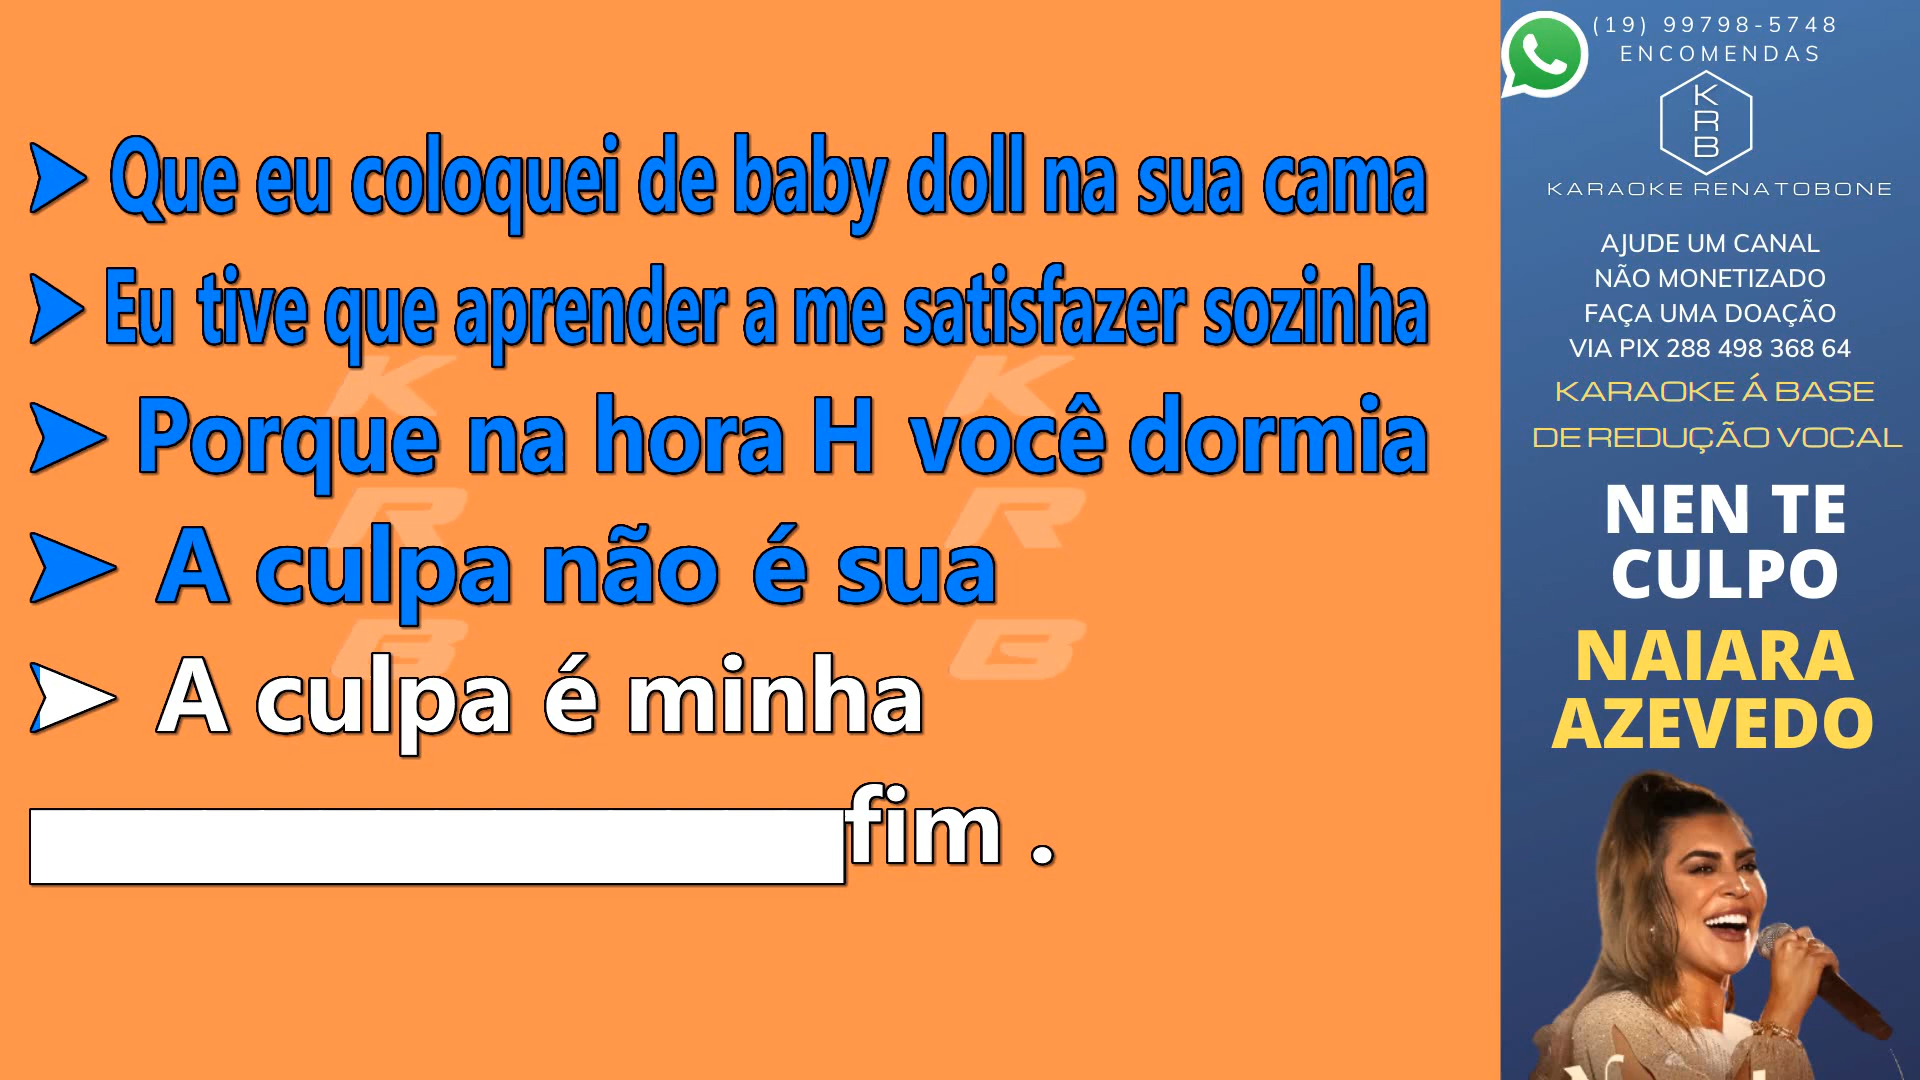 ➤ Que eu coloquei de baby doll na sua cama
➤ Eu tive que aprender a me satisfazer sozinha
➤ Porque na hora H você dormia
➤ A culpa não é sua
➤ A culpa é minha
fim .
KRB
KRB
(19) 99798-5748
ENCOMENDAS
KRB
KARAOKE RENATOBONE
AJUDE UM CANAL
NÃO MONETIZADO
FAÇA UMA DOAÇÃO
VIA PIX 288 498 368 64
KARAOKE Á BASE
DE REDUÇÃO VOCAL
NEN TE
CULPO
NAIARA
AZEVEDO